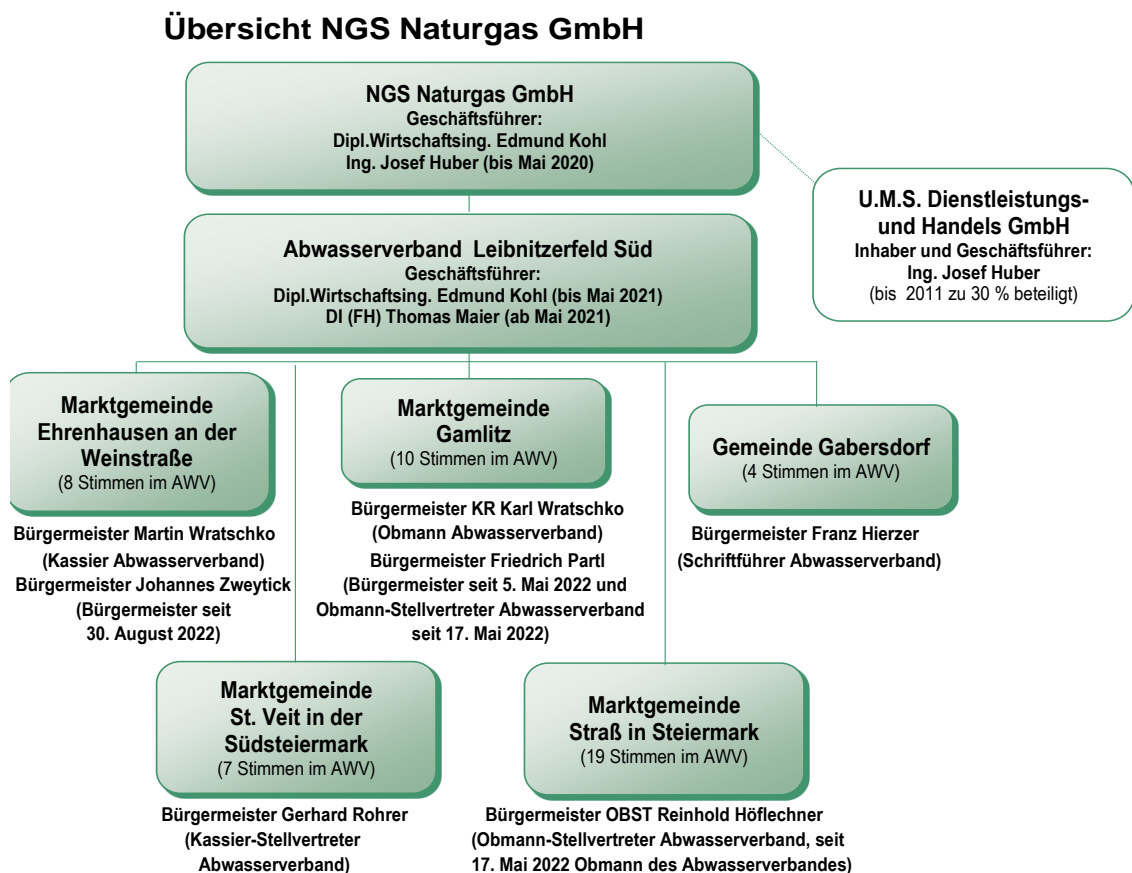 Übersicht NGS Naturgas GmbH
NGS Naturgas GmbH
Geschäftsführer:
Dipl.Wirtschaftsing. Edmund Kohl
Ing. Josef Huber (bis Mai 2020)
U.M.S. Dienstleistungs-
und Handels GmbH
Inhaber und Geschäftsführer:
Ing. Josef Huber
(bis 2011 zu 30 % beteiligt)
Abwasserverband Leibnitzerfeld Süd
Geschäftsführer:
Dipl.Wirtschaftsing. Edmund Kohl (bis Mai 2021)
DI (FH) Thomas Maier (ab Mai 2021)
Marktgemeinde
Ehrenhausen an der
Weinstraße
(8 Stimmen im AWV)
Bürgermeister Martin Wratschko
(Kassier Abwasserverband)
Bürgermeister Johannes Zweytick
(Bürgermeister seit
30. August 2022)
Marktgemeinde
Gamlitz
(10 Stimmen im AWV)
Bürgermeister KR Karl Wratschko
(Obmann Abwasserverband)
Bürgermeister Friedrich Partl
(Bürgermeister seit 5. Mai 2022 und
Obmann-Stellvertreter Abwasserverband
seit 17. Mai 2022)
Gemeinde Gabersdorf
(4 Stimmen im AWV)
Bürgermeister Franz Hierzer
(Schriftführer Abwasserverband)
Marktgemeinde
St. Veit in der
Südsteiermark
(7 Stimmen im AWV)
Bürgermeister Gerhard Rohrer
(Kassier-Stellvertreter
Abwasserverband)
Marktgemeinde
Straß in Steiermark
(19 Stimmen im AWV)
Bürgermeister OBST Reinhold Höflechner
(Obmann-Stellvertreter Abwasserverband, seit
17. Mai 2022 Obmann des Abwasserverbandes)